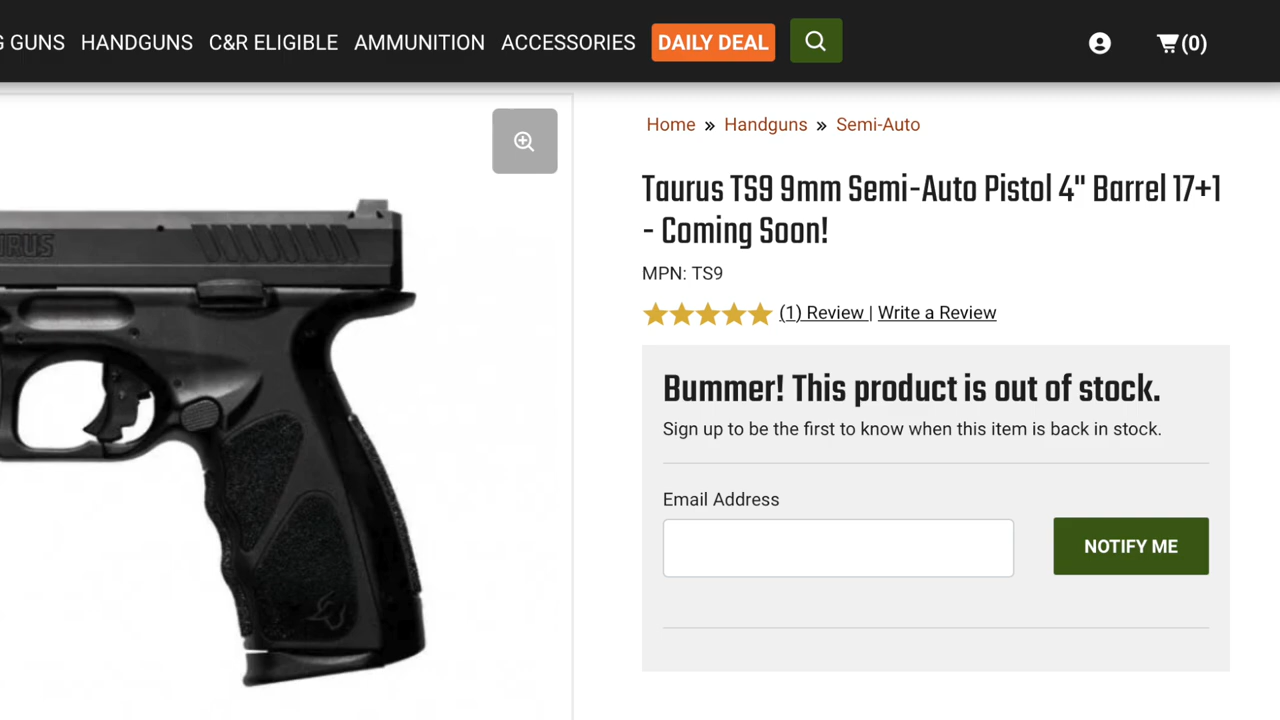 GUNS HANDGUNS C&R ELIGIBLE AMMUNITION ACCESSORIES DAILY DEAL (0)
Home » Handguns » Semi-Auto
Taurus TS9 9mm Semi-Auto Pistol 4" Barrel 17+1
- Coming Soon!
MPN: TS9
(1) Review | Write a Review
Bummer! This product is out of stock.
Sign up to be the first to know when this item is back in stock.
Email Address
NOTIFY ME